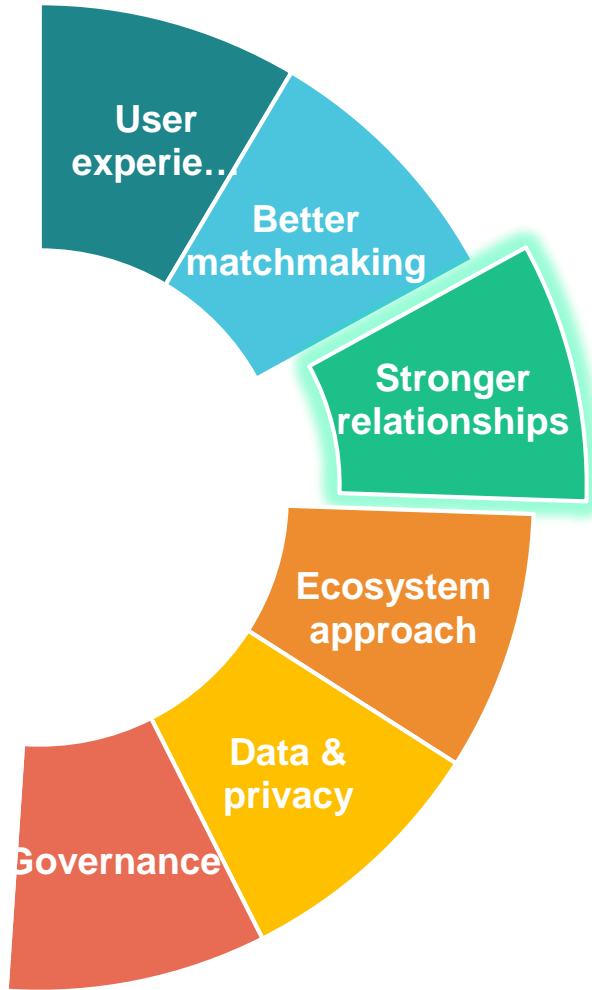 User
experie...
Better
matchmaking
Stronger
relationships
Ecosystem
approach
Data &
privacy
Governance